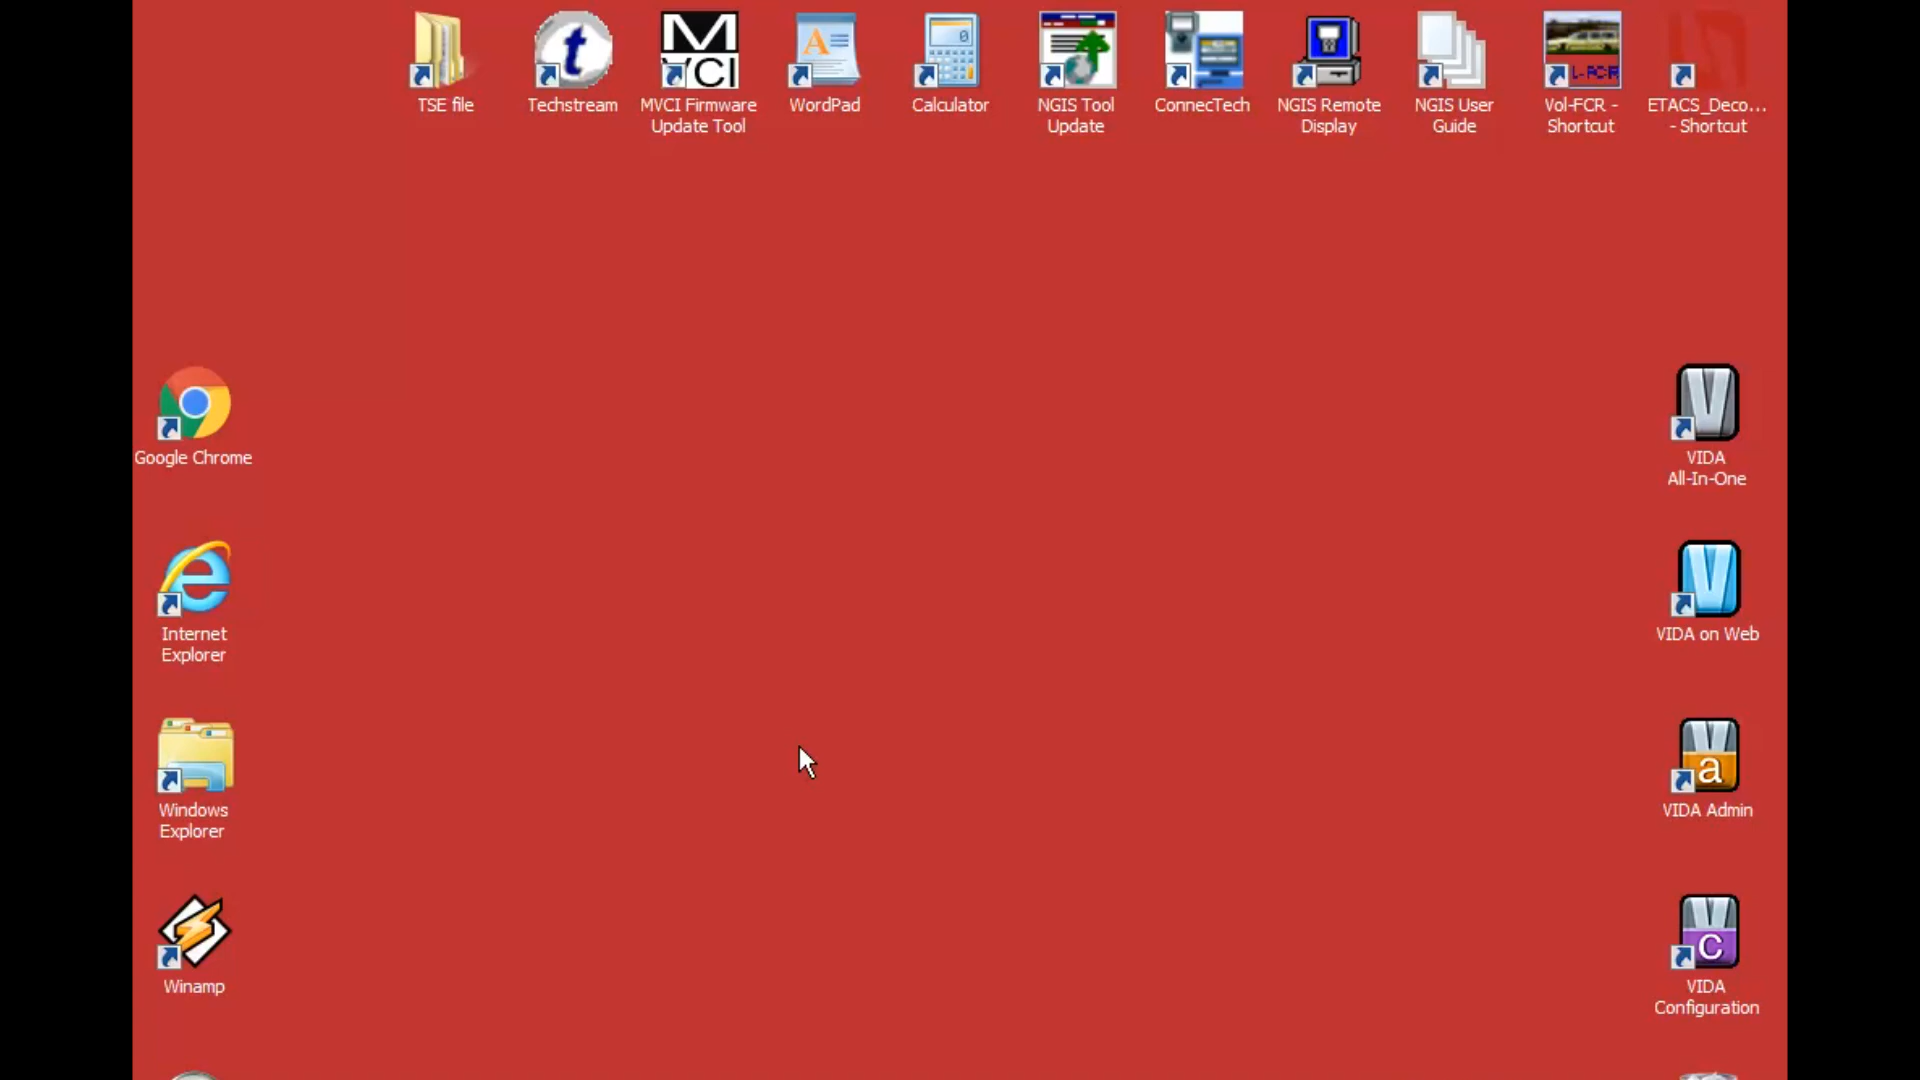 TSE file
Techstream
MVCI Firmware
Update Tool
WordPad
Calculator
NGIS Tool
Update
ConnecTech
NGIS Remote
Display
NGIS User
Guide
Vol-FCR -
Shortcut
ETACS_Deco...
- Shortcut
Google Chrome
VIDA
All-In-One
Internet
Explorer
VIDA on Web
Windows
Explorer
VIDA Admin
Winamp
VIDA
Configuration